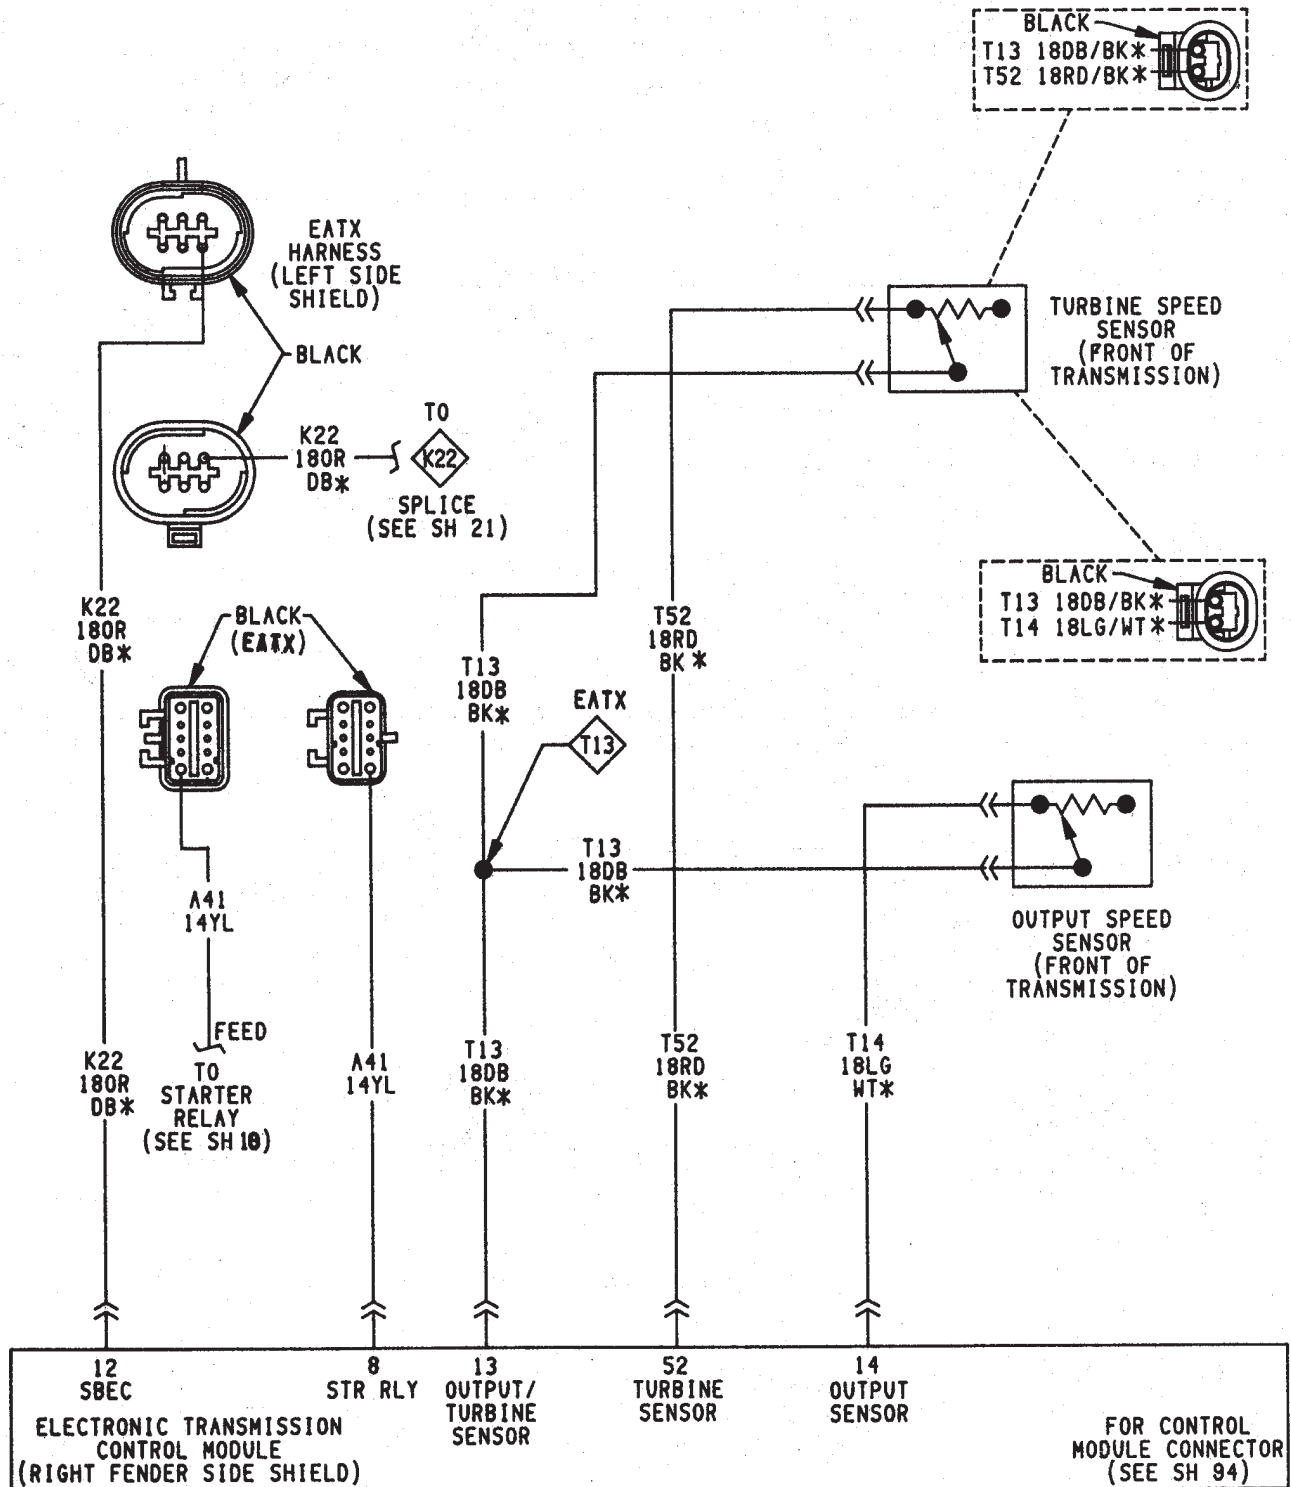 BLACK
T13 18DB/BK*
T52 18RD/BK*
EATX
HARNESS
(LEFT SIDE
SHIELD)
BLACK
TURBINE SPEED
SENSOR
(FRONT OF
TRANSMISSION)
K22
18OR
DB*
TO
K22
SPLICE
(SEE SH 21)
BLACK
T13 18DB/BK*
T14 18LG/WT*
K22
18OR
DB*
BLACK
(EATX)
T13
18DB
BK*
T52
18RD
BK *
EATX
T13
T13
18DB
BK*
A41
14YL
OUTPUT SPEED
SENSOR
(FRONT OF
TRANSMISSION)
FEED
TO
STARTER
RELAY
(SEE SH 10)
K22
18OR
DB*
A41
14YL
T13
18DB
BK*
T52
18RD
BK*
T14
18LG
WT*
12
SBEC
8
STR RLY
13
OUTPUT/
TURBINE
SENSOR
52
TURBINE
SENSOR
14
OUTPUT
SENSOR
ELECTRONIC TRANSMISSION
CONTROL MODULE
(RIGHT FENDER SIDE SHIELD)
FOR CONTROL
MODULE CONNECTOR
(SEE SH 94)